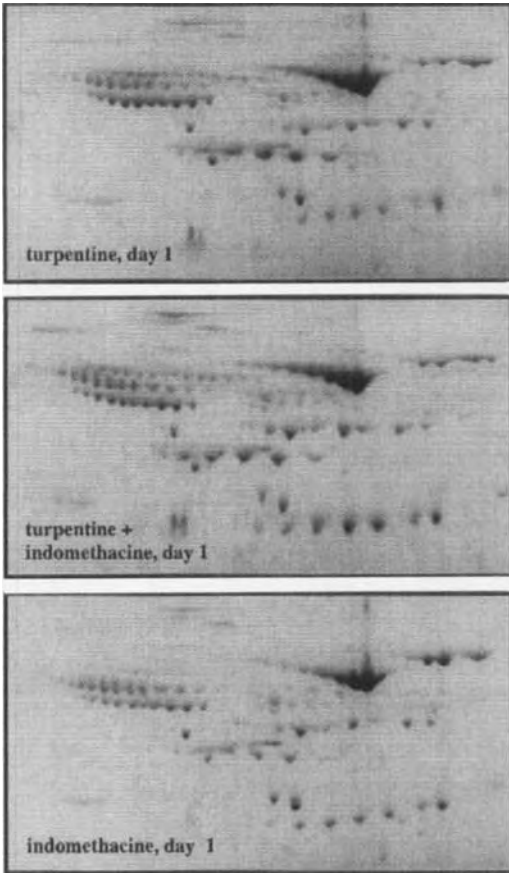 turpentine, day 1
turpentine +
indomethacine, day 1
indomethacine, day 1